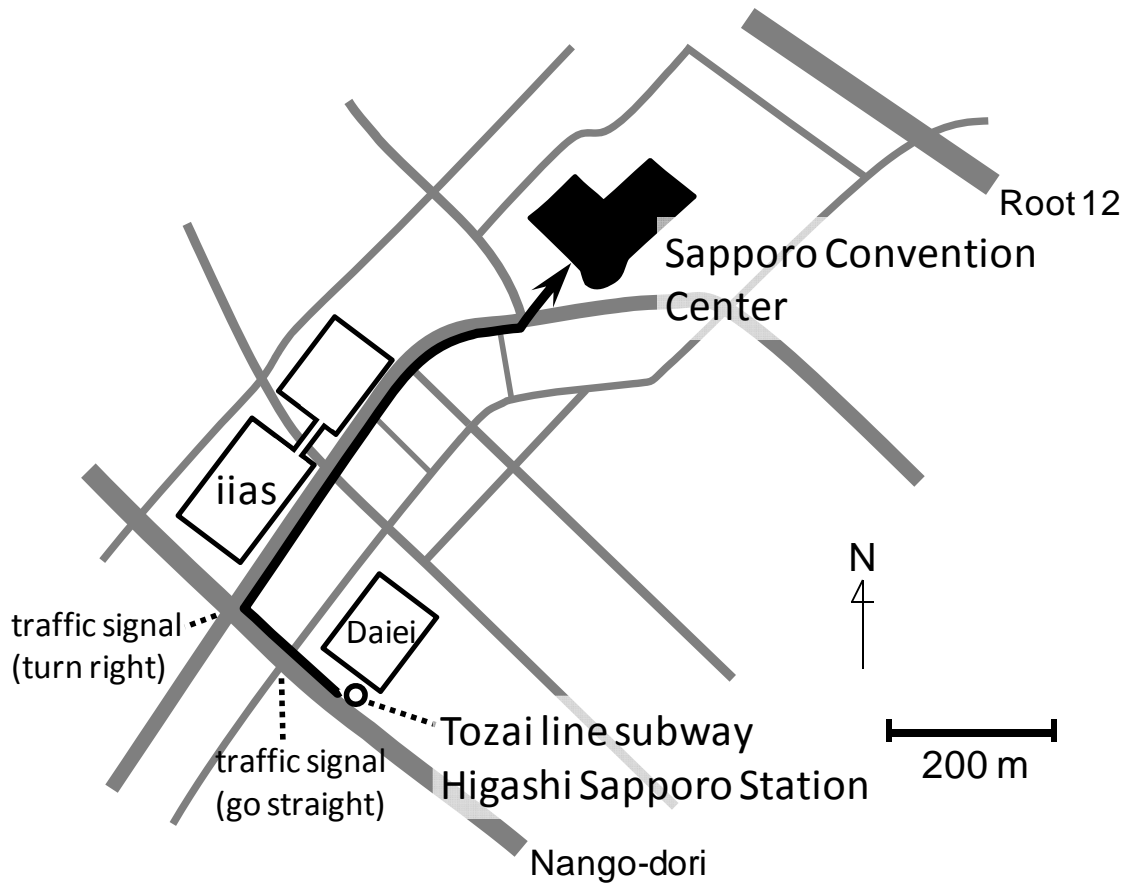 Root 12
Sapporo Convention
Center
iias
N
traffic signal
(turn right)
Daiei
Tozai line subway
Higashi Sapporo Station
200 m
traffic signal
(go straight)
Nango-dori